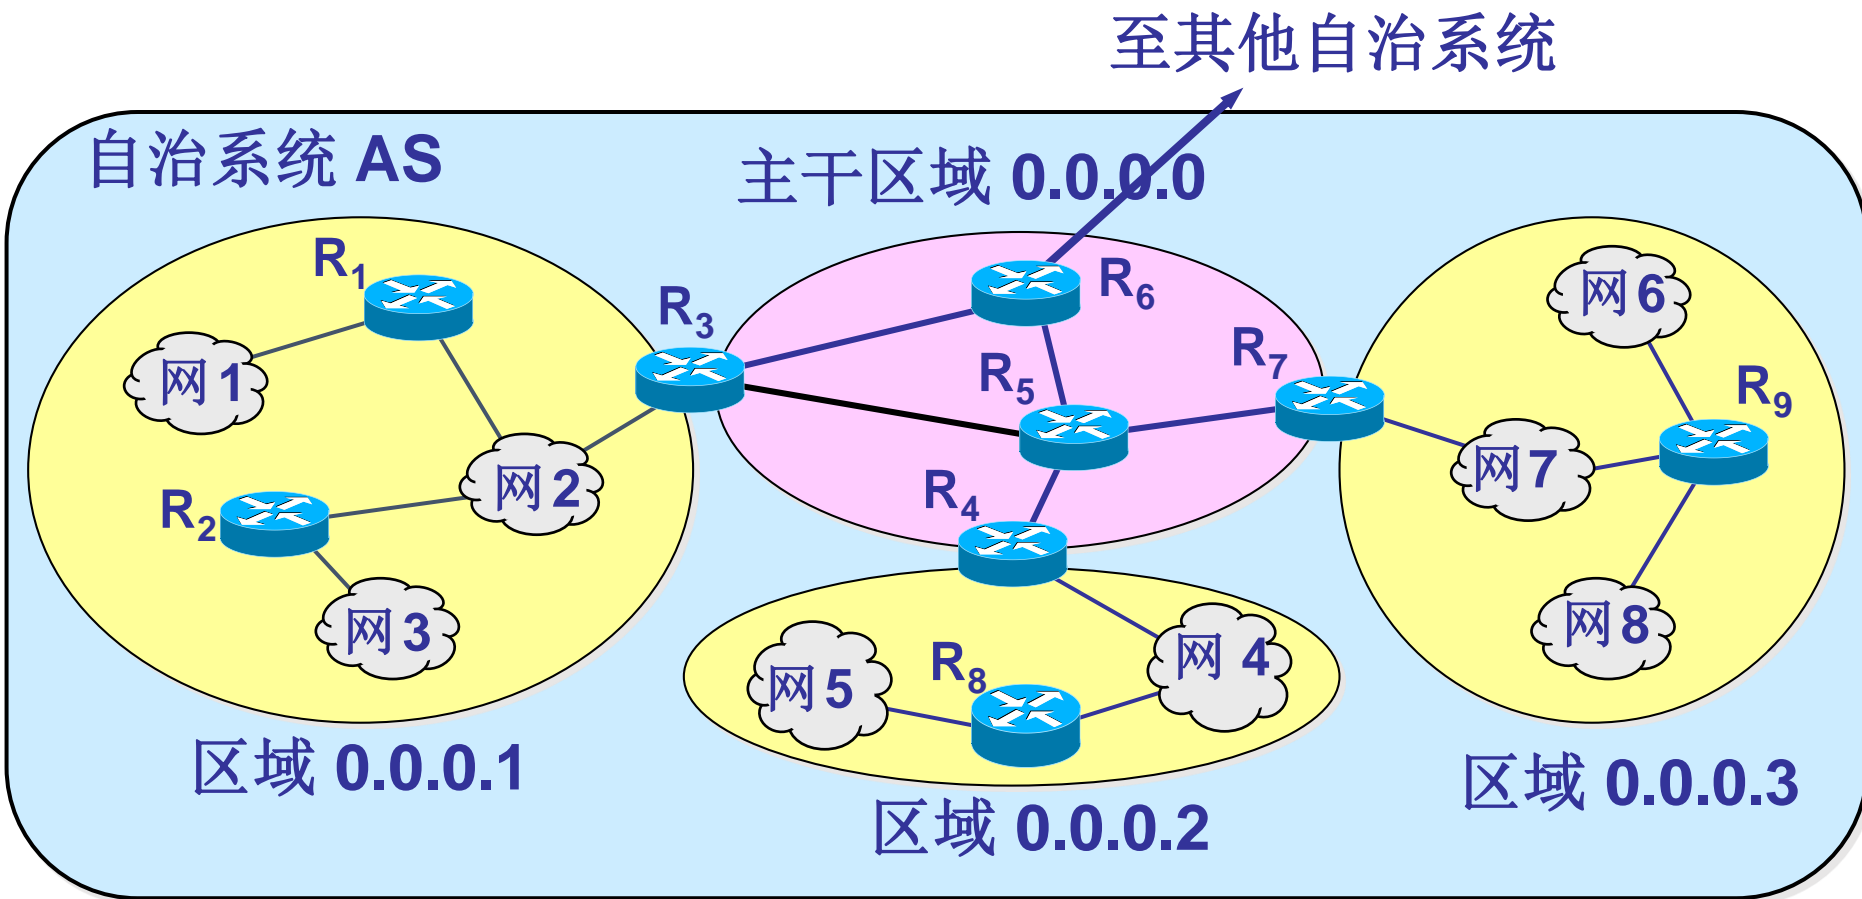 至其他自治系统
自治系统 AS
主干区域 0.0.0.0
R1
R3
R6
网 6
网 1
R5
R7
R9
网 2
网 7
R2
R4
网 3
网 8
网 5
R8
网 4
区域 0.0.0.1
区域 0.0.0.2
区域 0.0.0.3